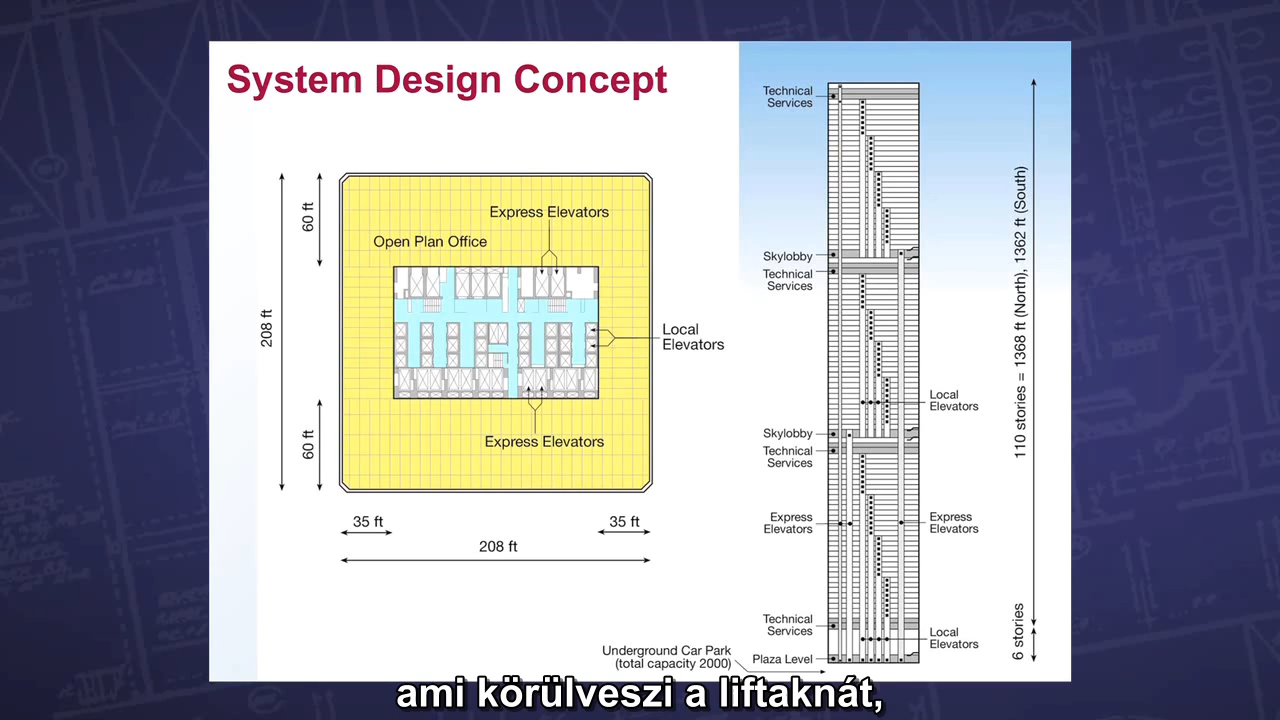 System Design Concept
60 ft
208 ft
60 ft
Express Elevators
Open Plan Office
Local
Elevators
Express Elevators
35 ft
35 ft
208 ft
Technical
Services
Skylobby
Technical
Services
Local
Elevators
Skylobby
Technical
Services
Express
Elevators
Express
Elevators
Technical
Services
Local
Elevators
Underground Car Park
(total capacity 2000)
Plaza Level
110 stories = 1368 ft (North), 1362 ft (South)
6 stories
ami körülveszi a liftaknát,